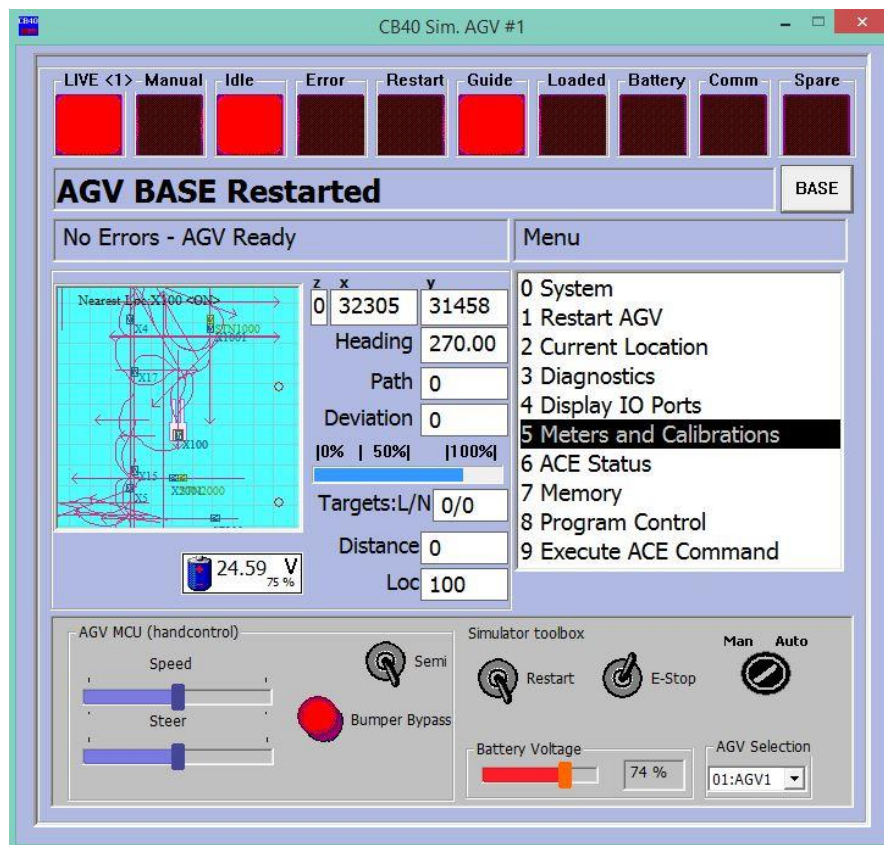 CB40
CB40 Sim. AGV #1
LIVE <1> Manual Idle Error Restart Guide Loaded Battery Comm Spare
AGV BASE Restarted
BASE
No Errors - AGV Ready
Menu
Nearest Loc:X100 <ON>
X4
STN1000
X1001
X17
X100
X15
X5
z x y
0 32305 31458
Heading 270.00
Path 0
Deviation 0
|0% | 50%| |100%|
Targets:L/N 0/0
Distance 0
Loc 100
24.59 V
75 %
0 System
1 Restart AGV
2 Current Location
3 Diagnostics
4 Display IO Ports
5 Meters and Calibrations
6 ACE Status
7 Memory
8 Program Control
9 Execute ACE Command
AGV MCU (handcontrol)
Speed
Steer
Semi
Bumper Bypass
Simulator toolbox
Restart
E-Stop
Man Auto
Battery Voltage
74 %
AGV Selection
01:AGV1